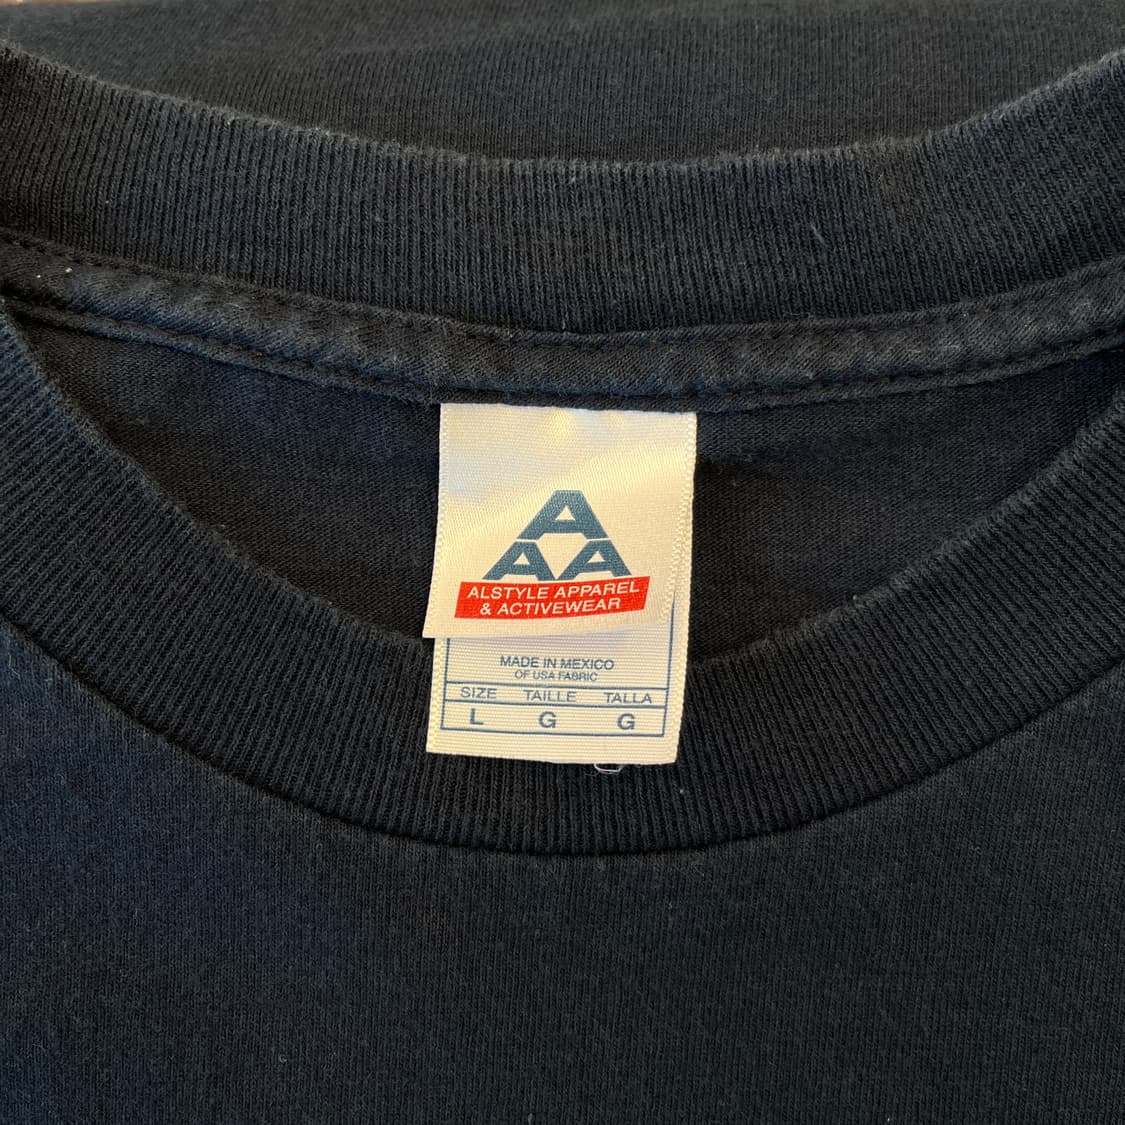 A
AA
ALSTYLE APPAREL
& ACTIVEWEAR
MADE IN MEXICO
OF USA FABRIC
SIZE TAILLE TALLA
L G G